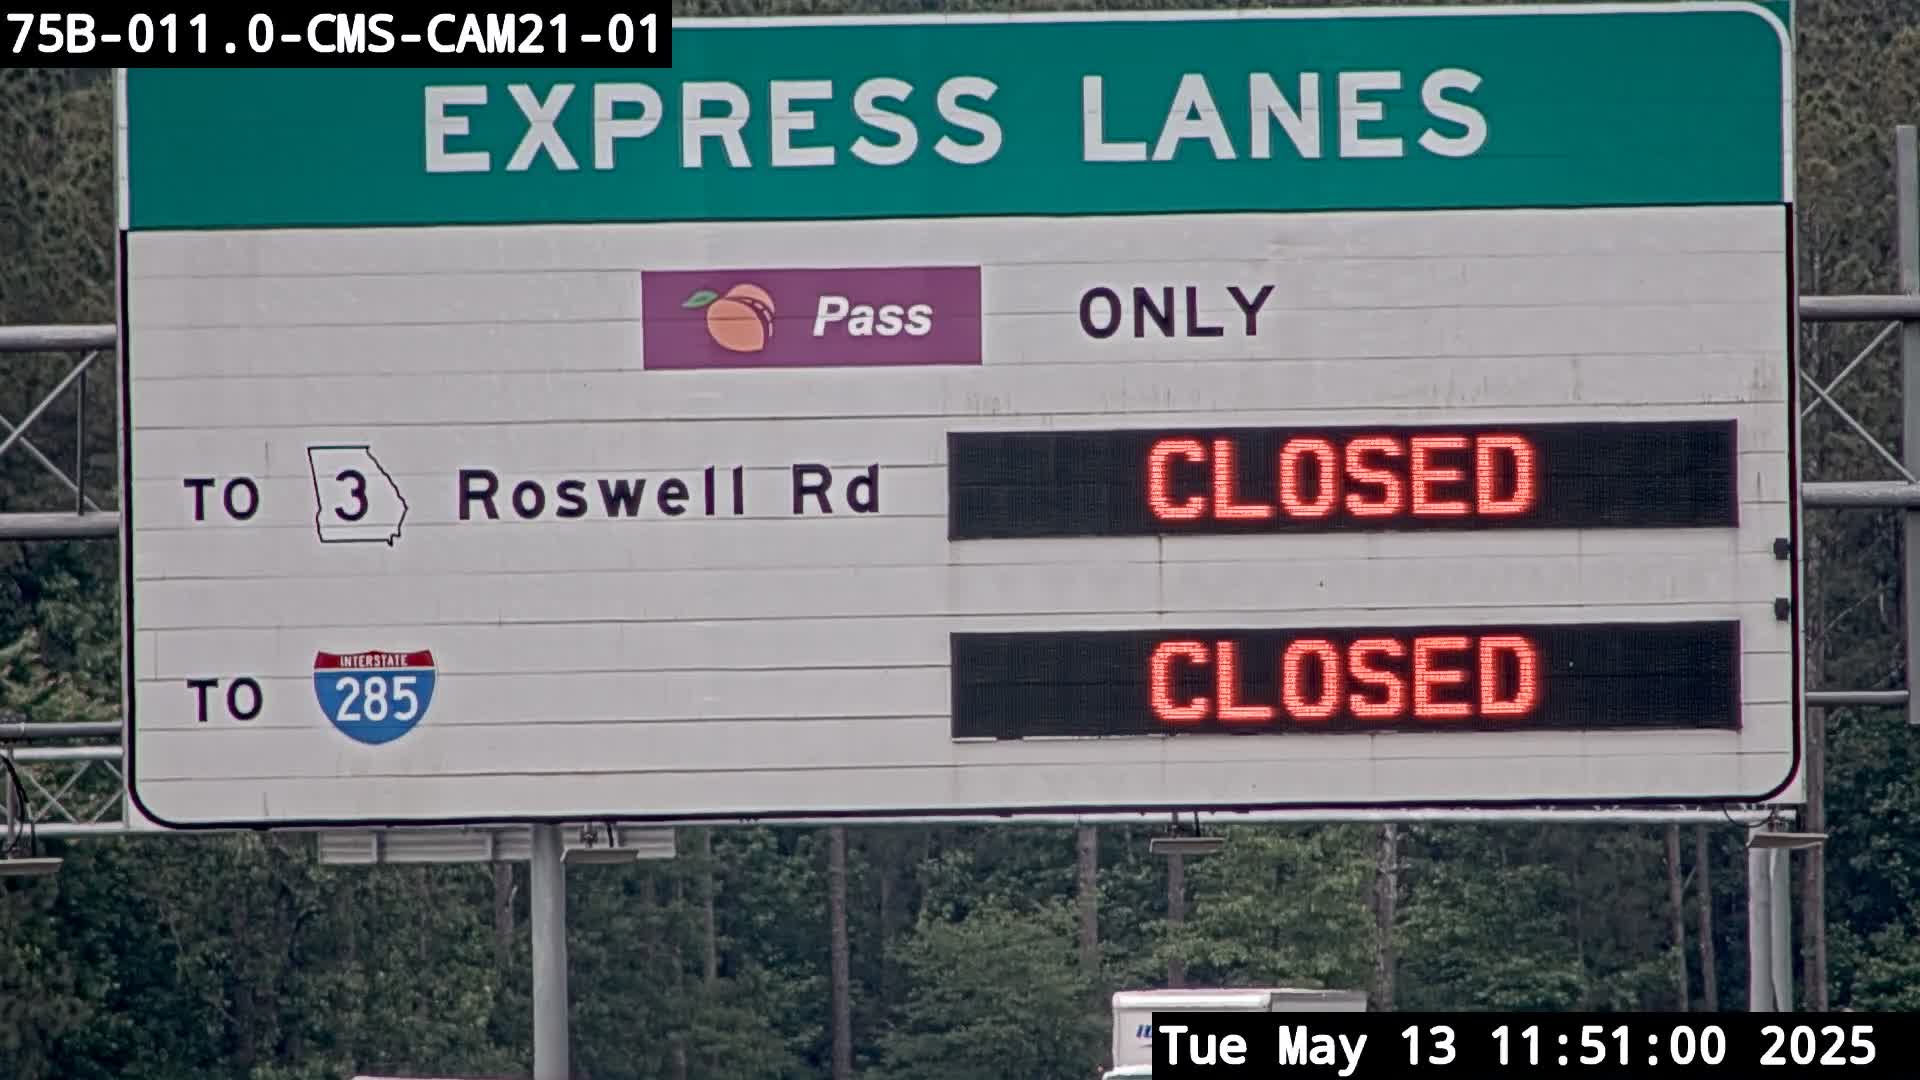 75B-011.0-CMS-CAM21-01
EXPRESS LANES
Pass ONLY
TO 3 Roswell Rd CLOSED
TO INTERSTATE 285 CLOSED
Tue May 13 11:51:00 2025